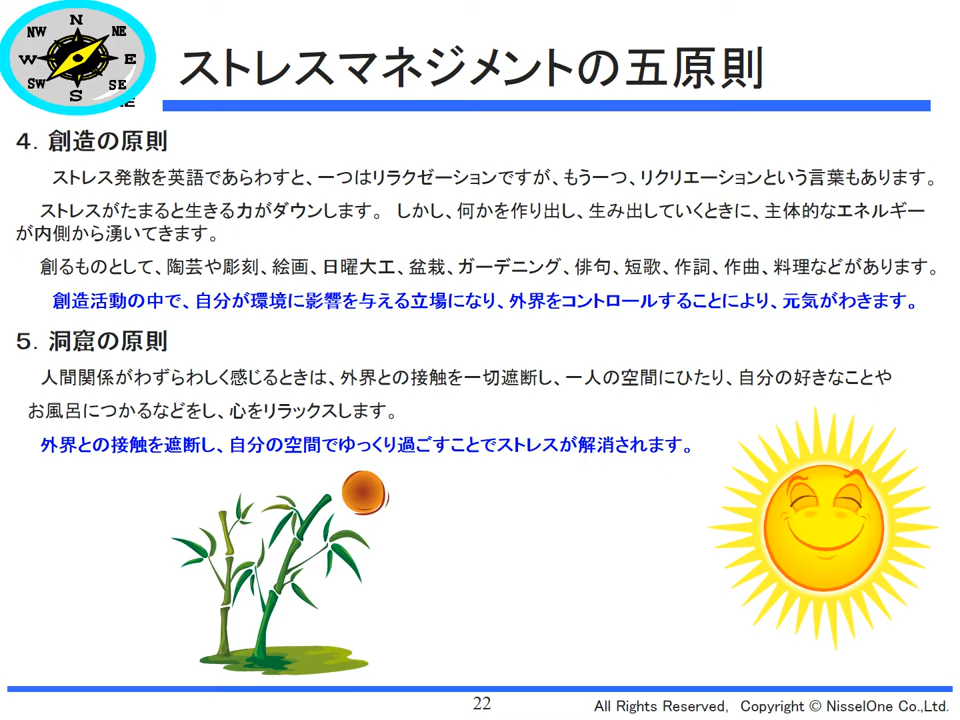 N
NW
NE
W
E
SW
SE
S
E
ストレスマネジメントの五原則
４．創造の原則
ストレス発散を英語であらわすと、一つはリラクゼーションですが、もう一つ、リクリエーションという言葉もあります。
ストレスがたまると生きる力がダウンします。 しかし、何かを作り出し、生み出していくときに、主体的なエネルギー
が内側から湧いてきます。
創るものとして、陶芸や彫刻、絵画、日曜大工、盆栽、ガーデニング、俳句、短歌、作詞、作曲、料理などがあります。
創造活動の中で、自分が環境に影響を与える立場になり、外界をコントロールすることにより、元気がわきます。
５．洞窟の原則
人間関係がわずらわしく感じるときは、外界との接触を一切遮断し、一人の空間にひたり、自分の好きなことや
お風呂につかるなどをし、心をリラックスします。
外界との接触を遮断し、自分の空間でゆっくり過ごすことでストレスが解消されます。
22
All Rights Reserved, Copyright © NisselOne Co.,Ltd.